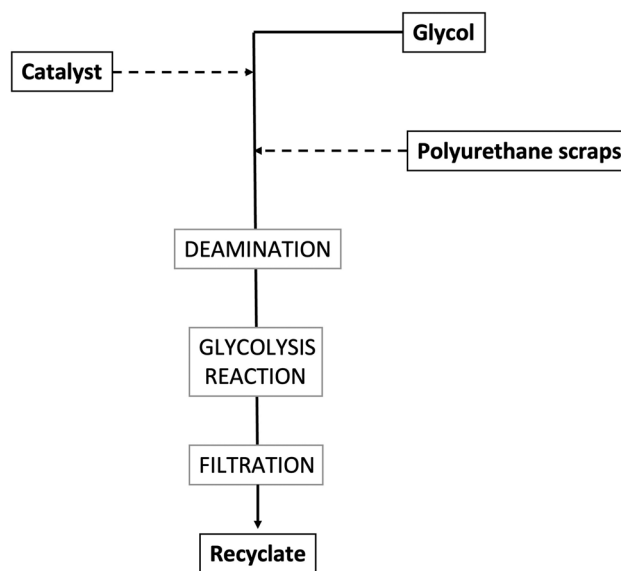 Glycol
Catalyst
Polyurethane scraps
DEAMINATION
GLYCOLYSIS
REACTION
FILTRATION
Recyclate